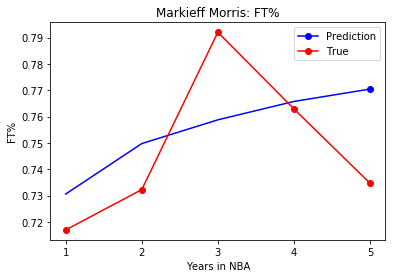 Markieff Morris: FT%
Prediction
True
0.79
0.78
0.77
0.76
0.75
0.74
0.73
0.72
FT%
1 2 3 4 5
Years in NBA